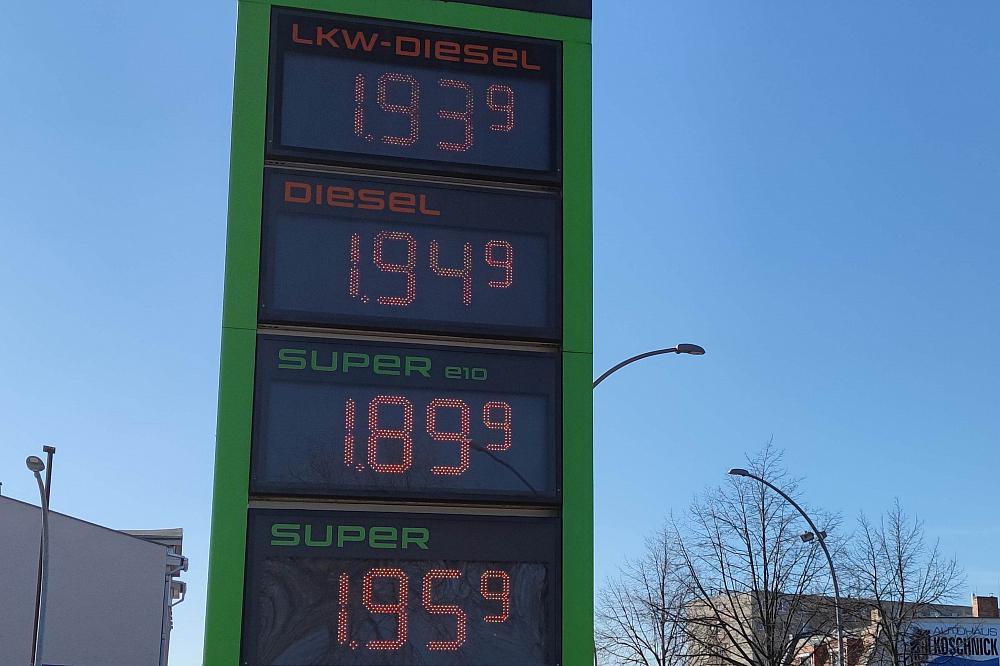 LKW-DIESEL
1.93⁹
DIESEL
1.94⁹
SUPER e10
1.89⁹
SUPER
1.95⁹
AUTOHAUS
KOSCHNICK